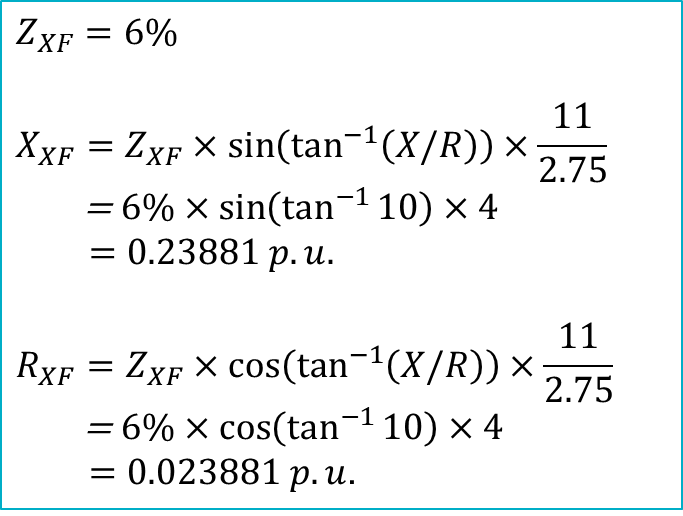 Z_XF = 6%
X_XF = Z_XF × sin(tan⁻¹(X/R)) × 11/2.75
= 6% × sin(tan⁻¹ 10) × 4
= 0.23881 p.u.
R_XF = Z_XF × cos(tan⁻¹(X/R)) × 11/2.75
= 6% × cos(tan⁻¹ 10) × 4
= 0.023881 p.u.